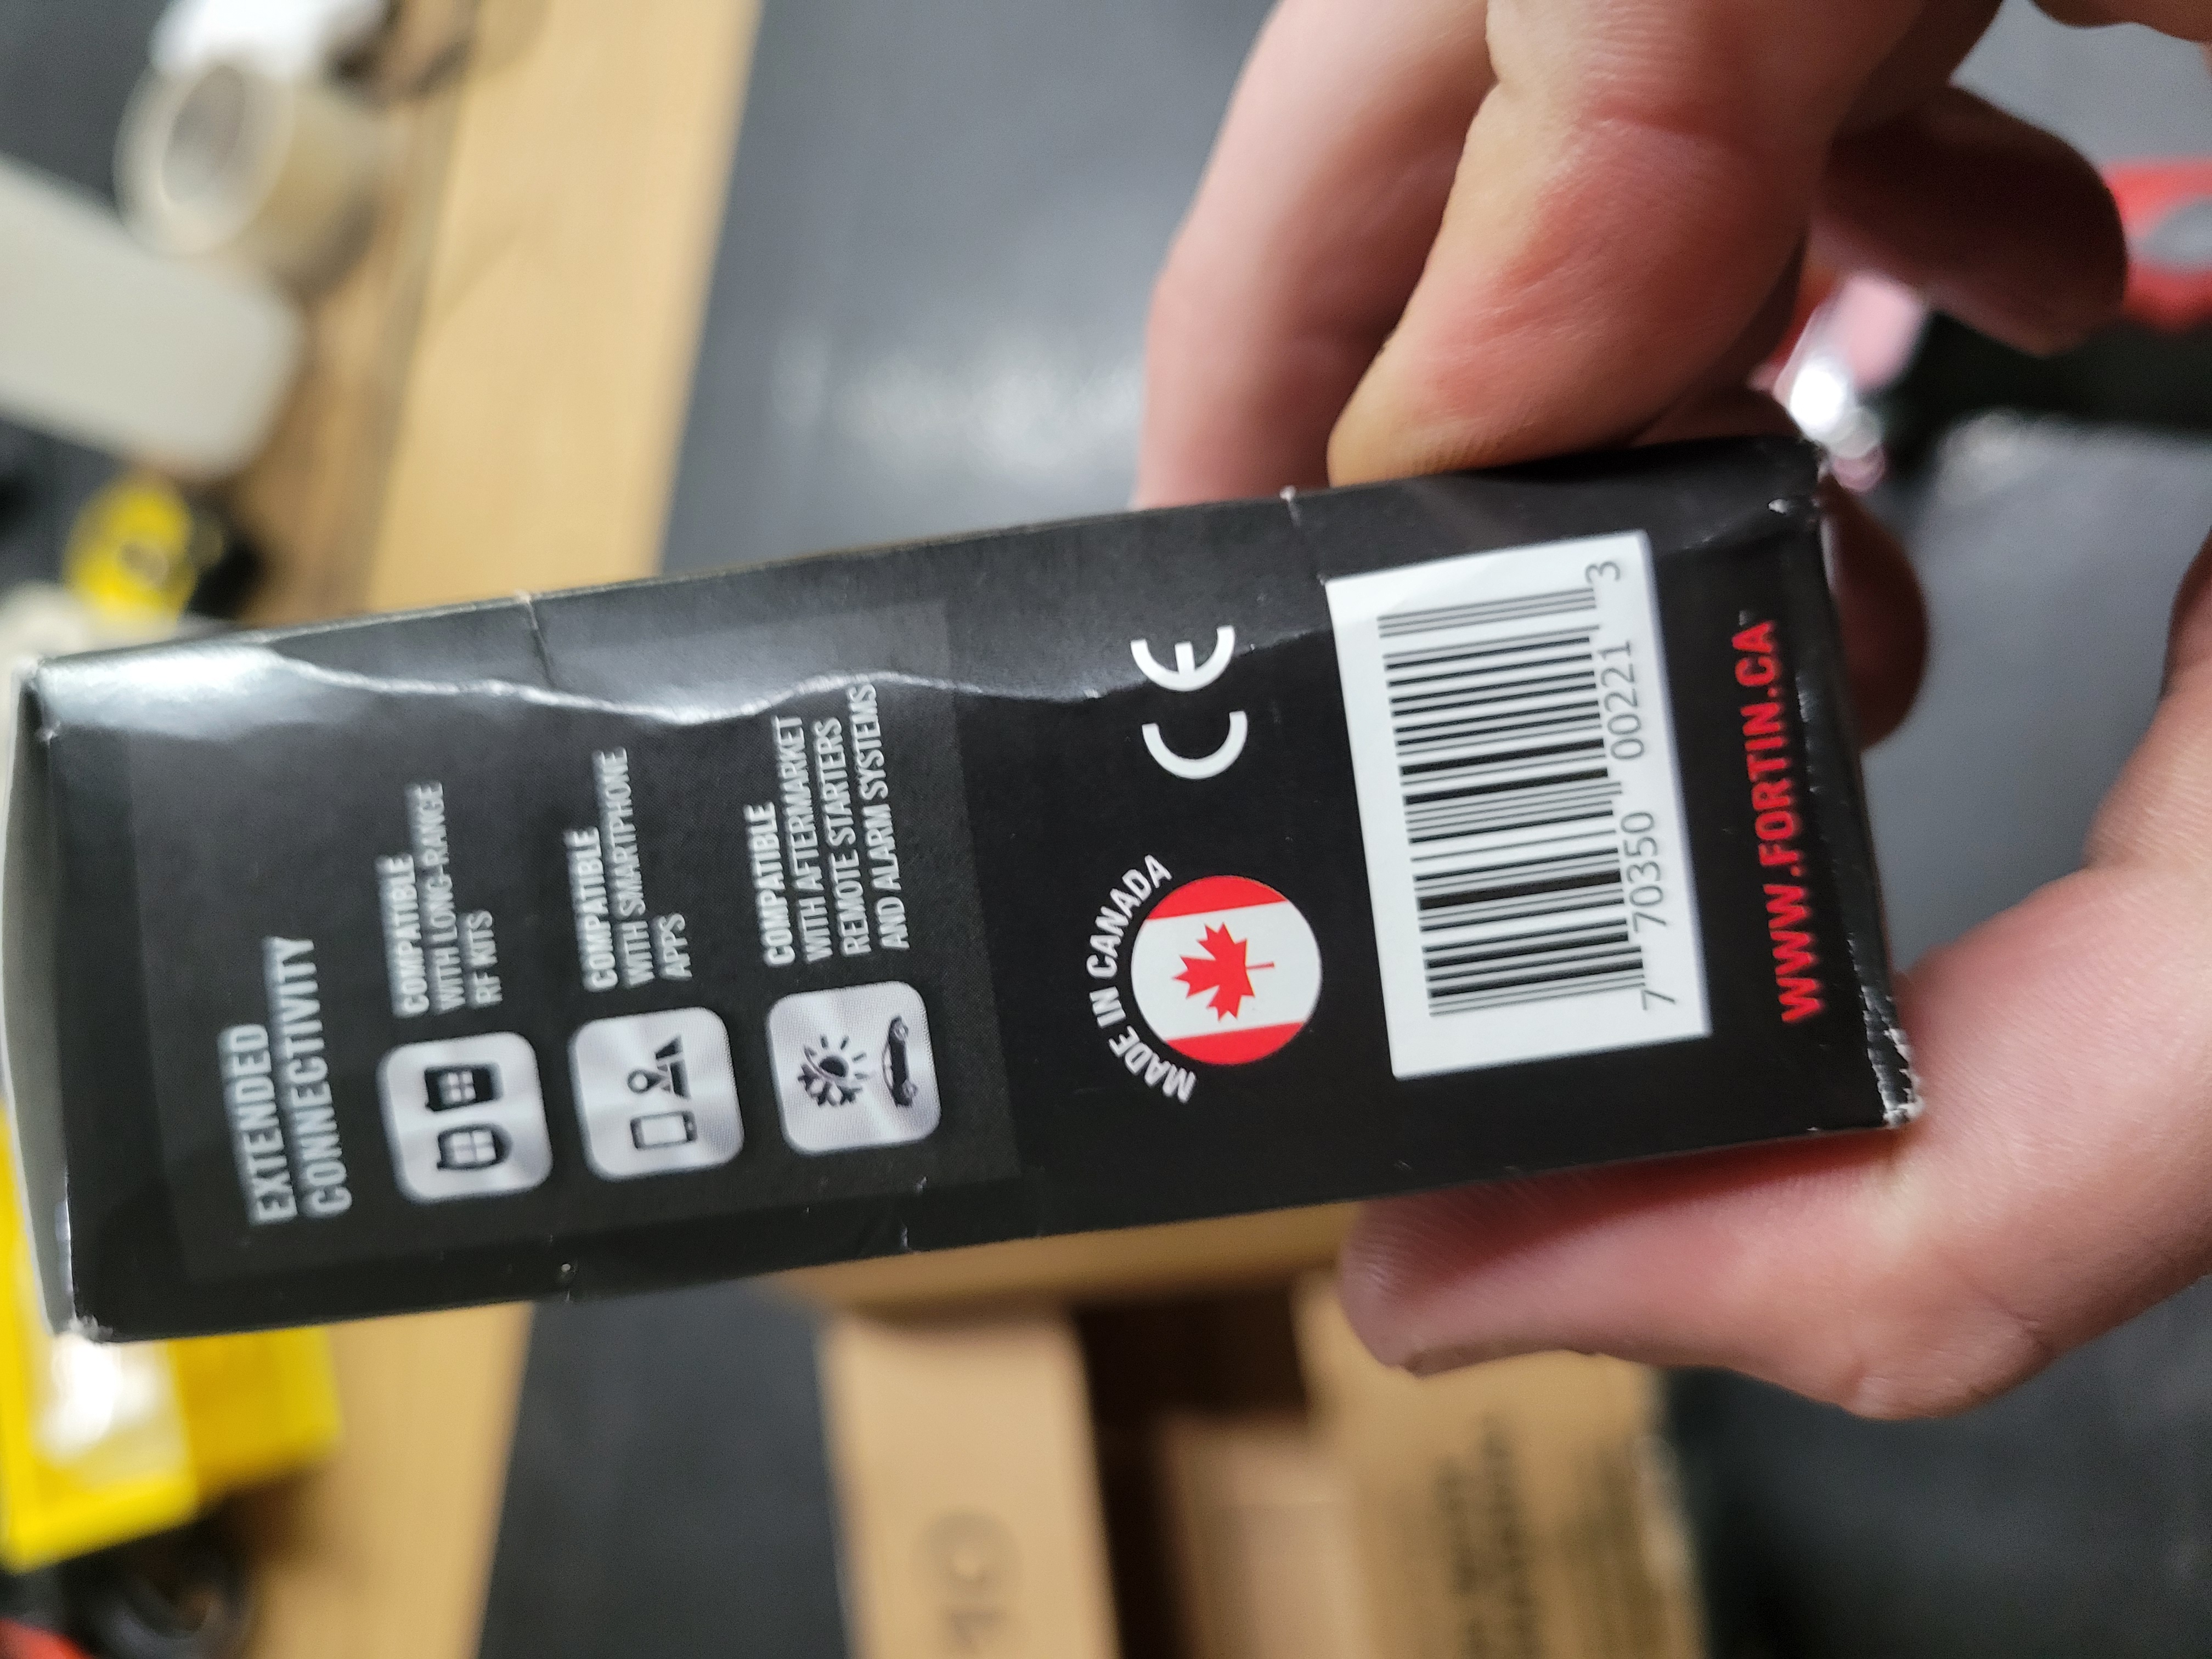 EXTENDED
CONNECTIVITY
COMPATIBLE
WITH LONG-RANGE
RF KITS
COMPATIBLE
WITH SMARTPHONE
APPS
COMPATIBLE
WITH AFTERMARKET
REMOTE STARTERS
AND ALARM SYSTEMS
MADE IN CANADA
CE
7 70350 00221 3
WWW.FORTIN.CA
10